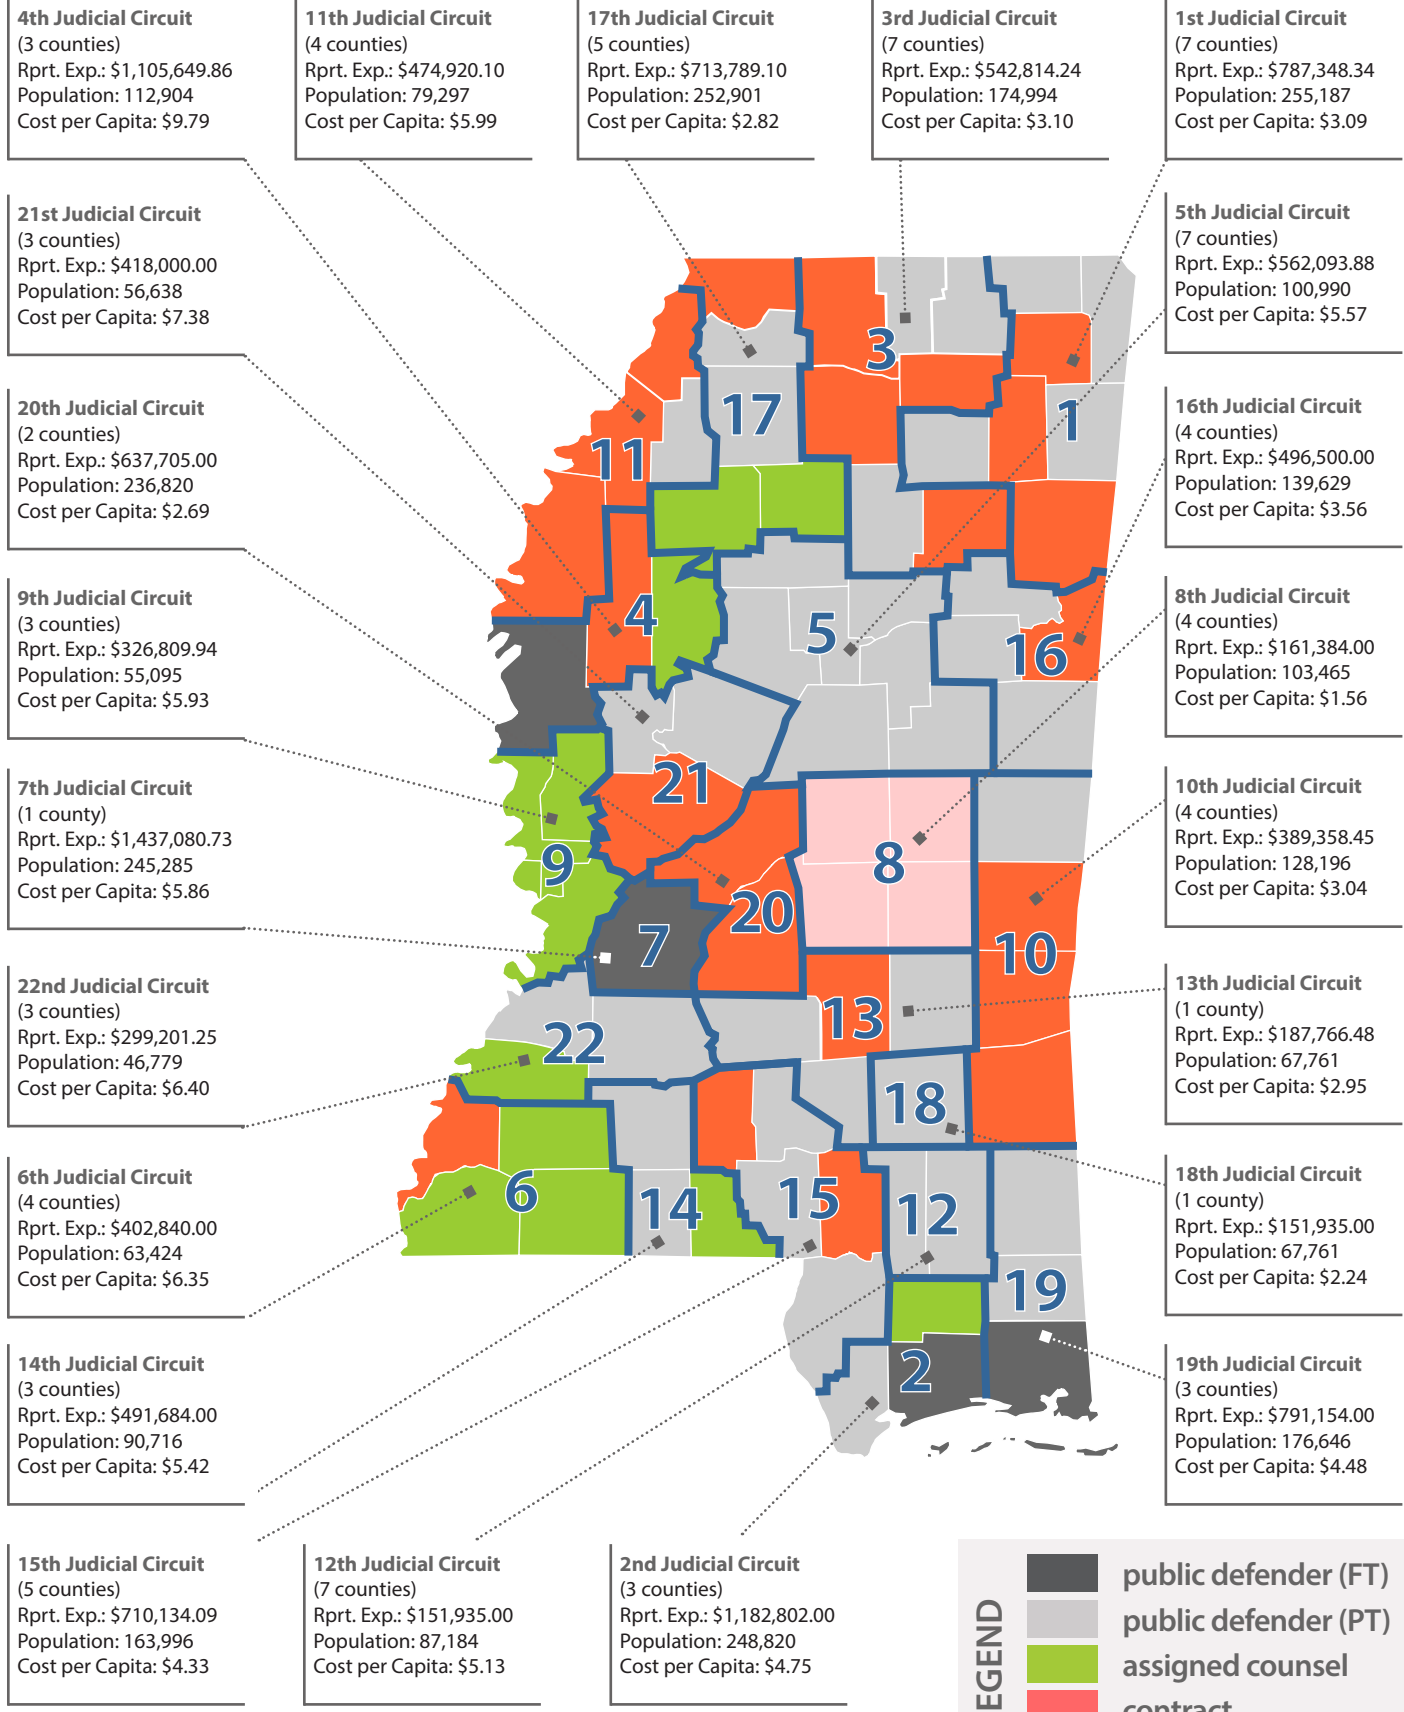 4th Judicial Circuit
(3 counties)
Rprt. Exp.: $1,105,649.86
Population: 112,904
Cost per Capita: $9.79
11th Judicial Circuit
(4 counties)
Rprt. Exp.: $474,920.10
Population: 79,297
Cost per Capita: $5.99
17th Judicial Circuit
(5 counties)
Rprt. Exp.: $713,789.10
Population: 252,901
Cost per Capita: $2.82
3rd Judicial Circuit
(7 counties)
Rprt. Exp.: $542,814.24
Population: 174,994
Cost per Capita: $3.10
1st Judicial Circuit
(7 counties)
Rprt. Exp.: $787,348.34
Population: 255,187
Cost per Capita: $3.09
21st Judicial Circuit
(3 counties)
Rprt. Exp.: $418,000.00
Population: 56,638
Cost per Capita: $7.38
5th Judicial Circuit
(7 counties)
Rprt. Exp.: $562,093.88
Population: 100,990
Cost per Capita: $5.57
20th Judicial Circuit
(2 counties)
Rprt. Exp.: $637,705.00
Population: 236,820
Cost per Capita: $2.69
16th Judicial Circuit
(4 counties)
Rprt. Exp.: $496,500.00
Population: 139,629
Cost per Capita: $3.56
9th Judicial Circuit
(3 counties)
Rprt. Exp.: $326,809.94
Population: 55,095
Cost per Capita: $5.93
8th Judicial Circuit
(4 counties)
Rprt. Exp.: $161,384.00
Population: 103,465
Cost per Capita: $1.56
7th Judicial Circuit
(1 county)
Rprt. Exp.: $1,437,080.73
Population: 245,285
Cost per Capita: $5.86
10th Judicial Circuit
(4 counties)
Rprt. Exp.: $389,358.45
Population: 128,196
Cost per Capita: $3.04
22nd Judicial Circuit
(3 counties)
Rprt. Exp.: $299,201.25
Population: 46,779
Cost per Capita: $6.40
13th Judicial Circuit
(1 county)
Rprt. Exp.: $187,766.48
Population: 67,761
Cost per Capita: $2.95
6th Judicial Circuit
(4 counties)
Rprt. Exp.: $402,840.00
Population: 63,424
Cost per Capita: $6.35
18th Judicial Circuit
(1 county)
Rprt. Exp.: $151,935.00
Population: 67,761
Cost per Capita: $2.24
14th Judicial Circuit
(3 counties)
Rprt. Exp.: $491,684.00
Population: 90,716
Cost per Capita: $5.42
19th Judicial Circuit
(3 counties)
Rprt. Exp.: $791,154.00
Population: 176,646
Cost per Capita: $4.48
15th Judicial Circuit
(5 counties)
Rprt. Exp.: $710,134.09
Population: 163,996
Cost per Capita: $4.33
12th Judicial Circuit
(7 counties)
Rprt. Exp.: $151,935.00
Population: 87,184
Cost per Capita: $5.13
2nd Judicial Circuit
(3 counties)
Rprt. Exp.: $1,182,802.00
Population: 248,820
Cost per Capita: $4.75
3
17
1
11
4
5
16
21
9
8
20
7
10
13
22
18
6
14
15
12
19
2
EGEND
public defender (FT)
public defender (PT)
assigned counsel
contract